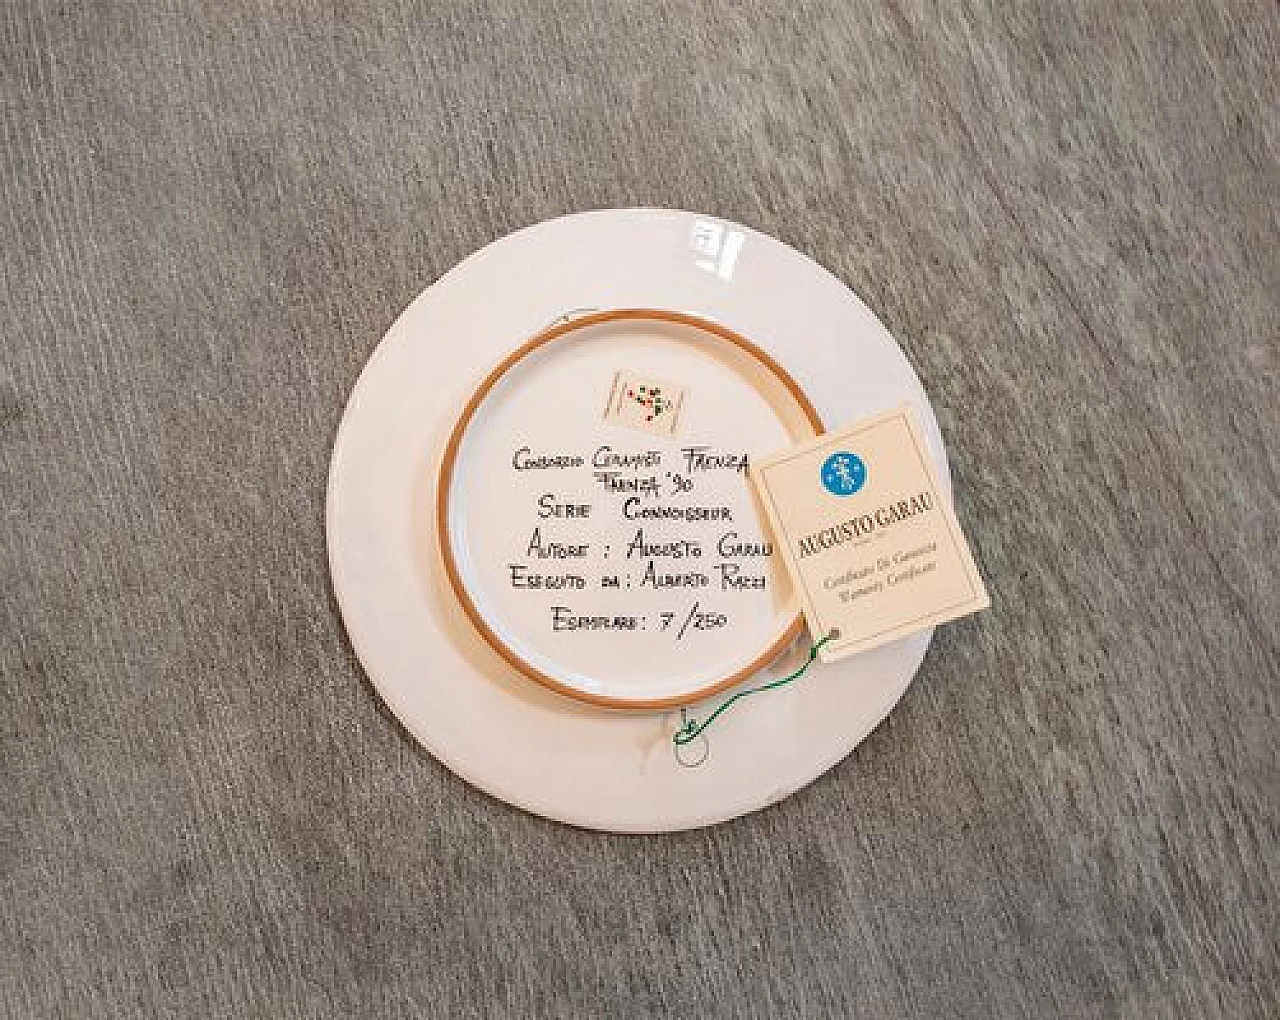 Consorzio Ceramisti Faenza
Faenza '90
Serie Connoisseur
Autore : Augusto Garau
Eseguito da : Alberto Razzi
Esemplare : 7/250
AUGUSTO GARAU
Certificato Di Garanzia
Warranty Certificate